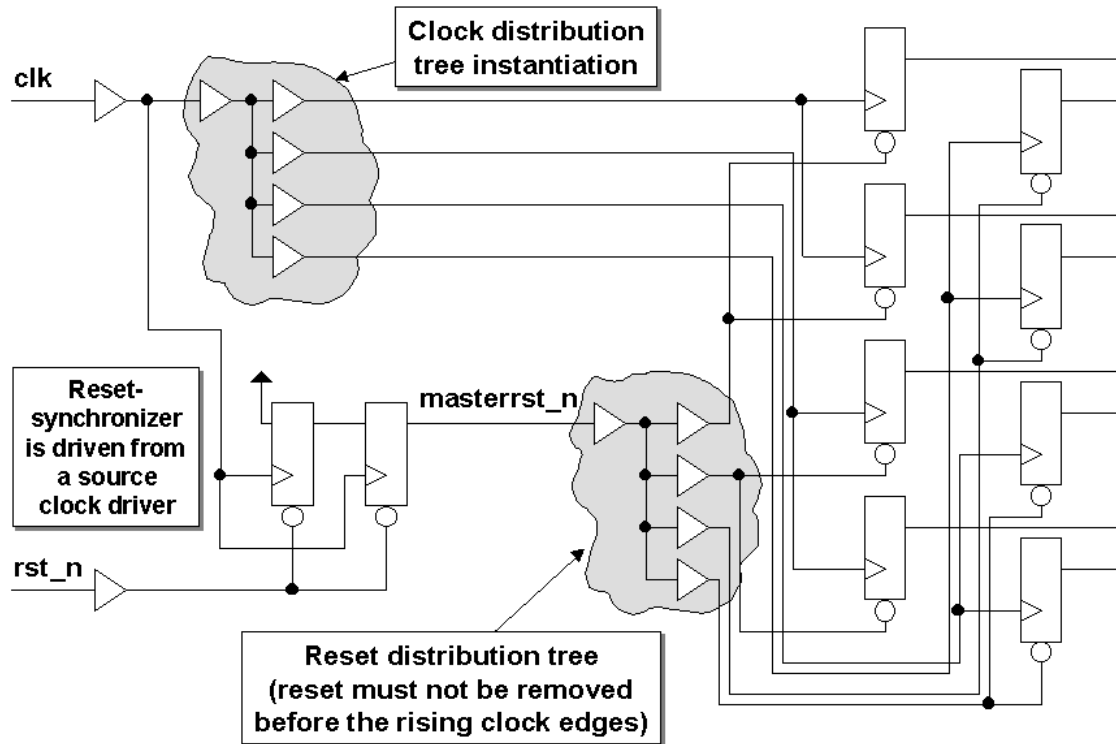 Clock distribution
tree instantiation
clk
Reset-
synchronizer
is driven from
a source
clock driver
masterrst_n
rst_n
Reset distribution tree
(reset must not be removed
before the rising clock edges)